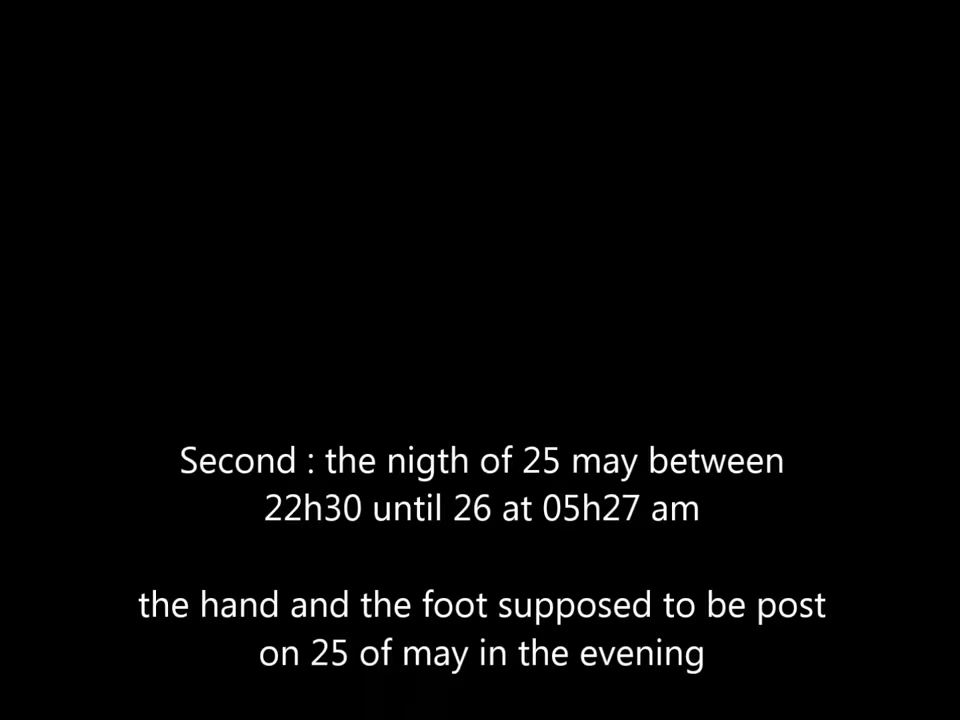 Second : the nigth of 25 may between
22h30 until 26 at 05h27 am
the hand and the foot supposed to be post
on 25 of may in the evening